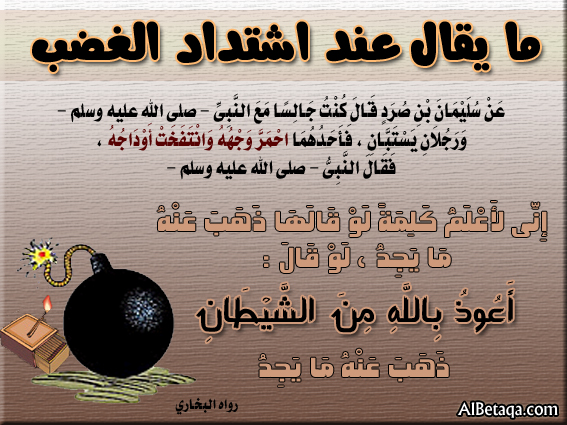 ما يقال عند اشتداد الغضب
عَنْ سُلَيْمَانَ بْنِ صُرَدٍ قَالَ كُنْتُ جَالِسًا مَعَ النَّبِىِّ – صلى الله عليه وسلم –
وَرَجُلاَنِ يَسْتَبَّانِ ، فَأَحَدُهُمَا احْمَرَّ وَجْهُهُ وَانْتَفَخَتْ أَوْدَاجُهُ ،
فَقَالَ النَّبِىُّ – صلى الله عليه وسلم –
إِنِّى لأَعْلَمُ كَلِمَةً لَوْ قَالَهَا ذَهَبَ عَنْهُ
مَا يَجِدُ ، لَوْ قَالَ :
أَعُوذُ بِاللَّهِ مِنَ الشَّيْطَانِ
ذَهَبَ عَنْهُ مَا يَجِدُ
رواه البخاري
AlBetaqa.com